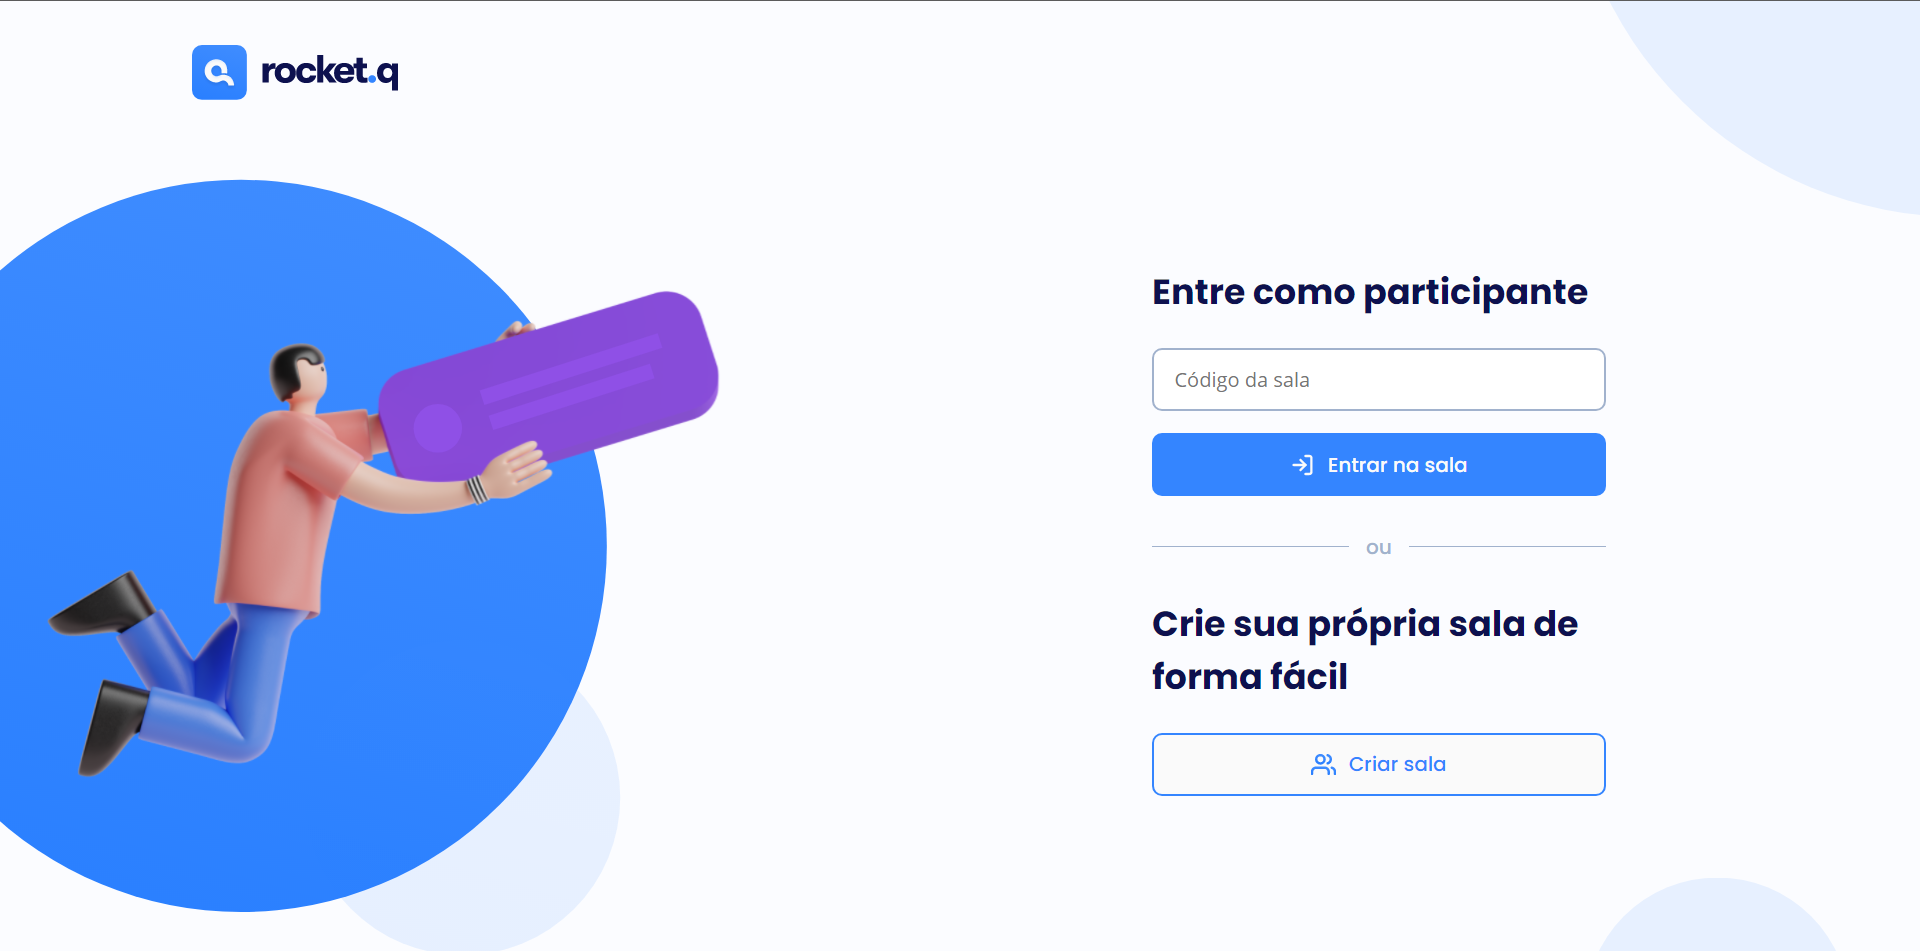 rocket.q
Entre como participante
Código da sala
Entrar na sala
ou
Crie sua própria sala de
forma fácil
Criar sala